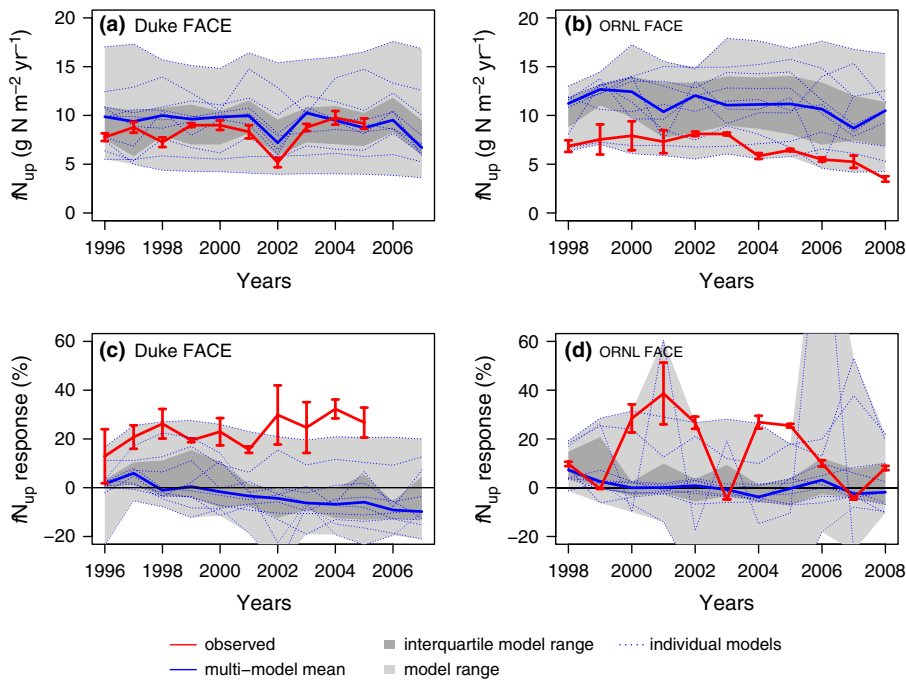 (a) Duke FACE
fNup (g N m−2 yr−1)
20
15
10
5
0
1996 1998 2000 2002 2004 2006
Years
(b) ORNL FACE
fNup (g N m−2 yr−1)
20
15
10
5
0
1998 2000 2002 2004 2006 2008
Years
(c) Duke FACE
fNup response (%)
60
40
20
0
−20
1996 1998 2000 2002 2004 2006
Years
(d) ORNL FACE
fNup response (%)
60
40
20
0
−20
1998 2000 2002 2004 2006 2008
Years
observed
multi−model mean
interquartile model range
model range
individual models